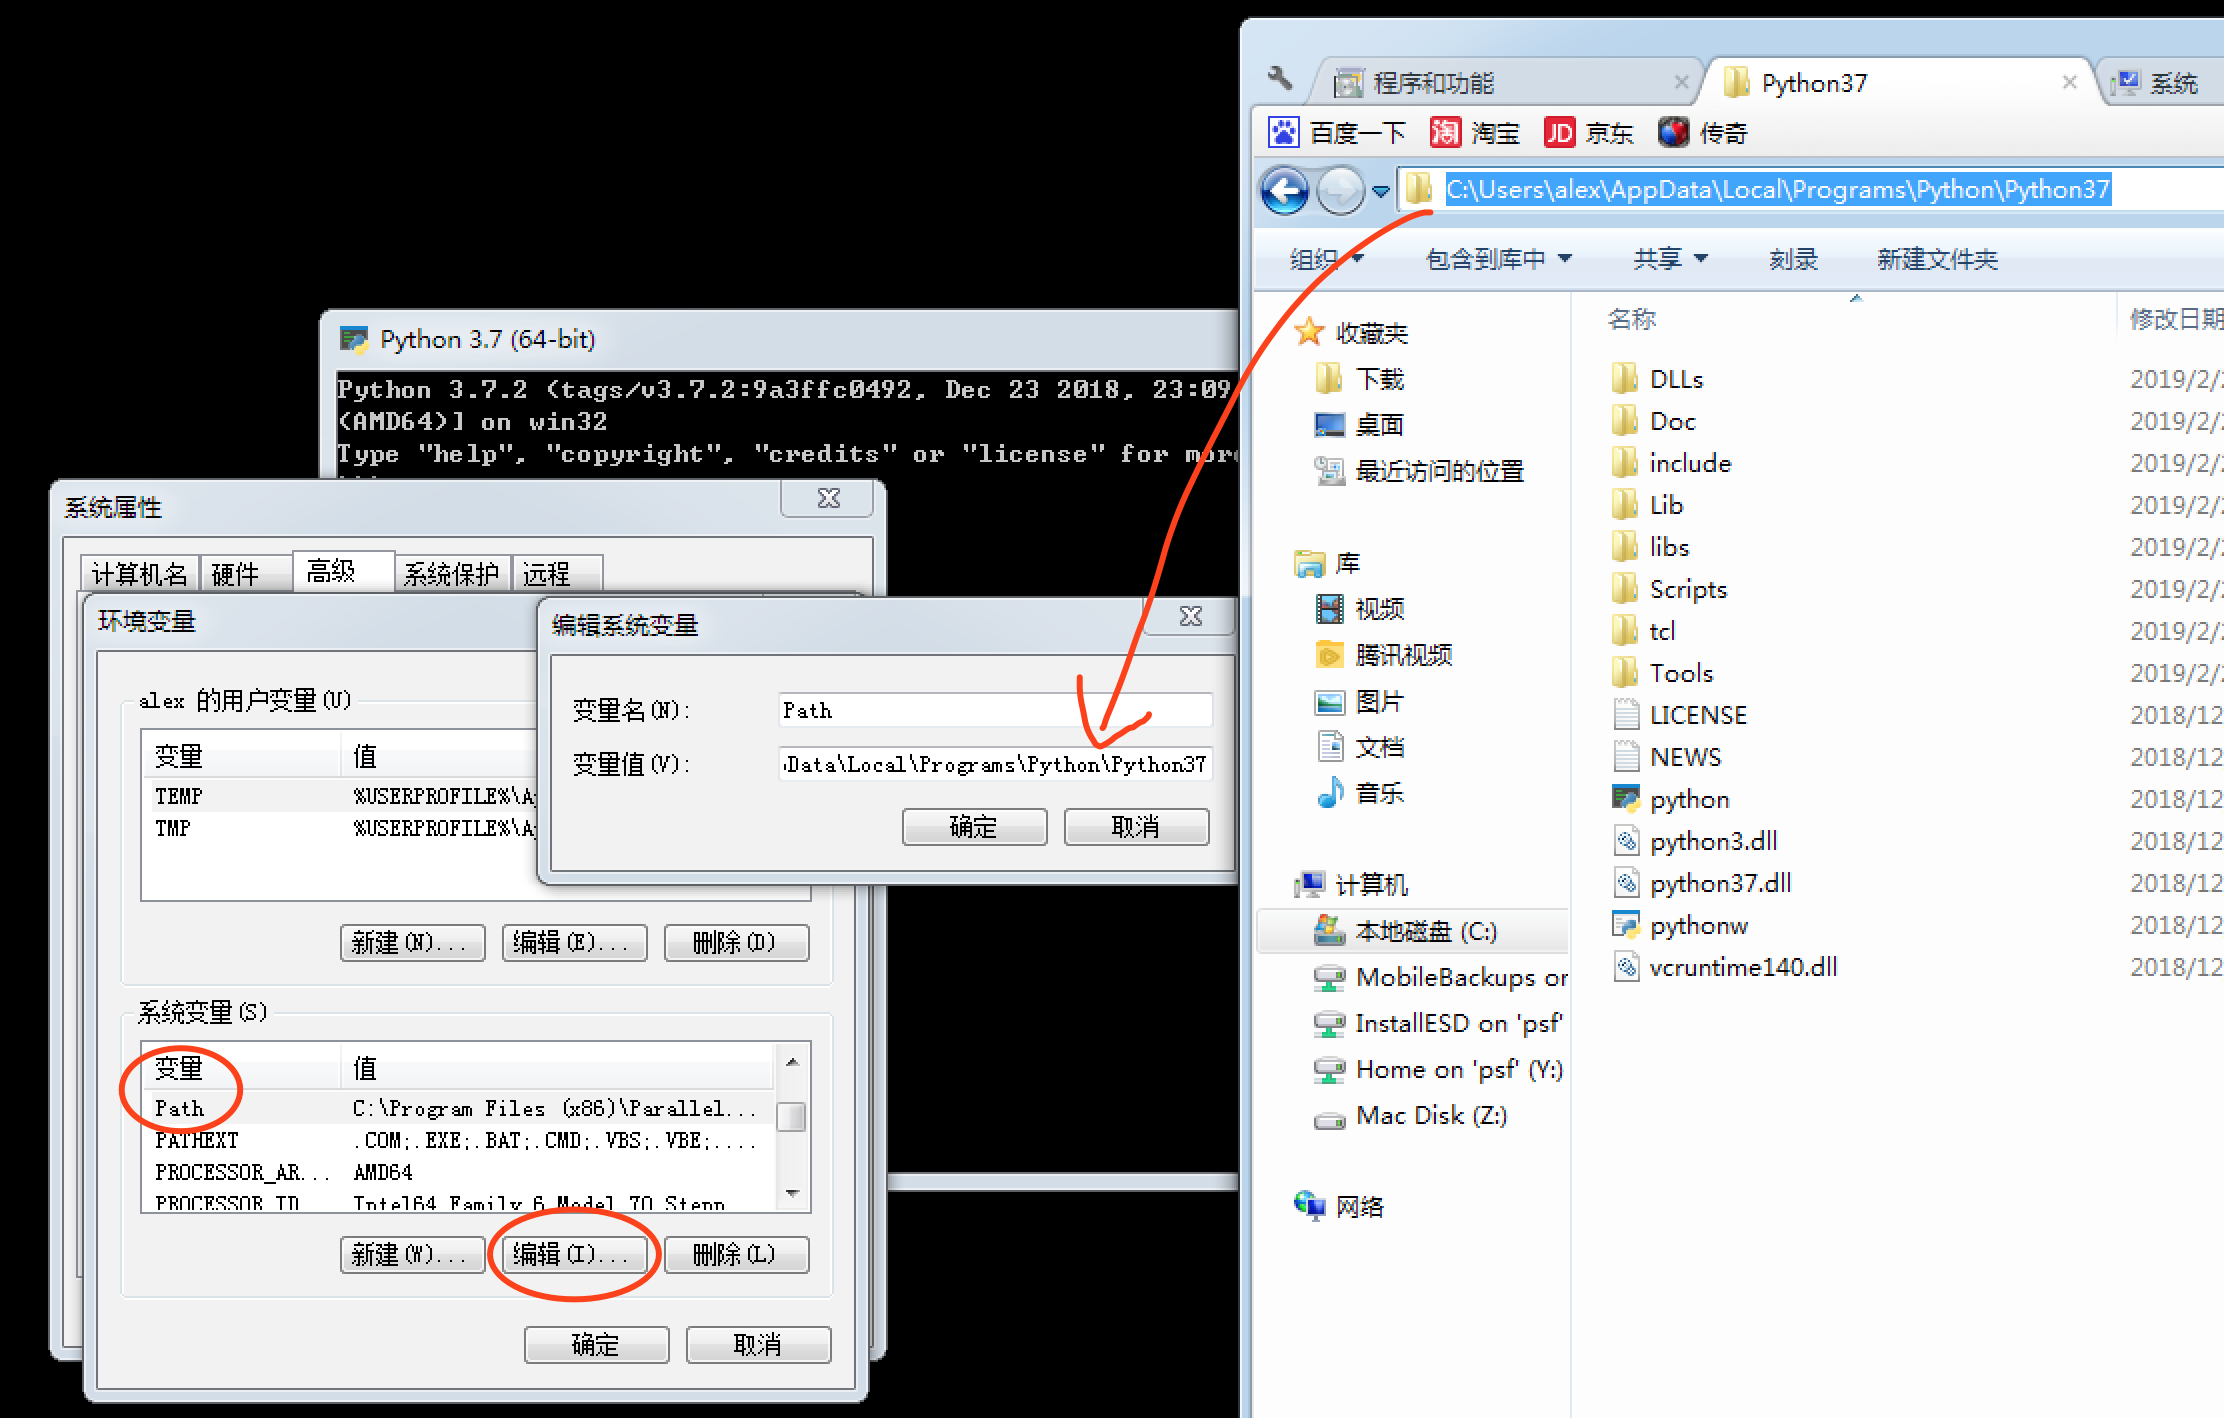 程序和功能
Python37
系统
百度一下
淘宝
JD 京东
传奇
C:\Users\alex\AppData\Local\Programs\Python\Python37
组织
包含到库中
共享
刻录
新建文件夹
收藏夹
下载
桌面
最近访问的位置
库
视频
腾讯视频
图片
文档
音乐
计算机
本地磁盘 (C:)
MobileBackups or
InstallESD on 'psf'
Home on 'psf' (Y:)
Mac Disk (Z:)
网络
名称
修改日期
DLLs 2019/2/2
Doc 2019/2/2
include 2019/2/2
Lib 2019/2/2
libs 2019/2/2
Scripts 2019/2/2
tcl 2019/2/2
Tools 2019/2/2
LICENSE 2018/12
NEWS 2018/12
python 2018/12
python3.dll 2018/12
python37.dll 2018/12
pythonw 2018/12
vcruntime140.dll 2018/12
Python 3.7 (64-bit)
Python 3.7.2 (tags/v3.7.2:9a3ffc0492, Dec 23 2018, 23:09
(AMD64)] on win32
Type "help", "copyright", "credits" or "license" for more
系统属性
计算机名 硬件 高级 系统保护 远程
环境变量
alex 的用户变量(U)
变量 值
TEMP %USERPROFILE%\A
TMP %USERPROFILE%\A
新建(N)... 编辑(E)... 删除(D)
系统变量(S)
变量 值
Path C:\Program Files (x86)\Parallel...
PATHEXT .COM;.EXE;.BAT;.CMD;.VBS;.VBE;....
PROCESSOR_AR... AMD64
PROCESSOR_ID Intel64 Family 6 Model 70 Stepp
新建(W)... 编辑(I)... 删除(L)
确定 取消
编辑系统变量
变量名(N): Path
变量值(V): Data\Local\Programs\Python\Python37
确定 取消